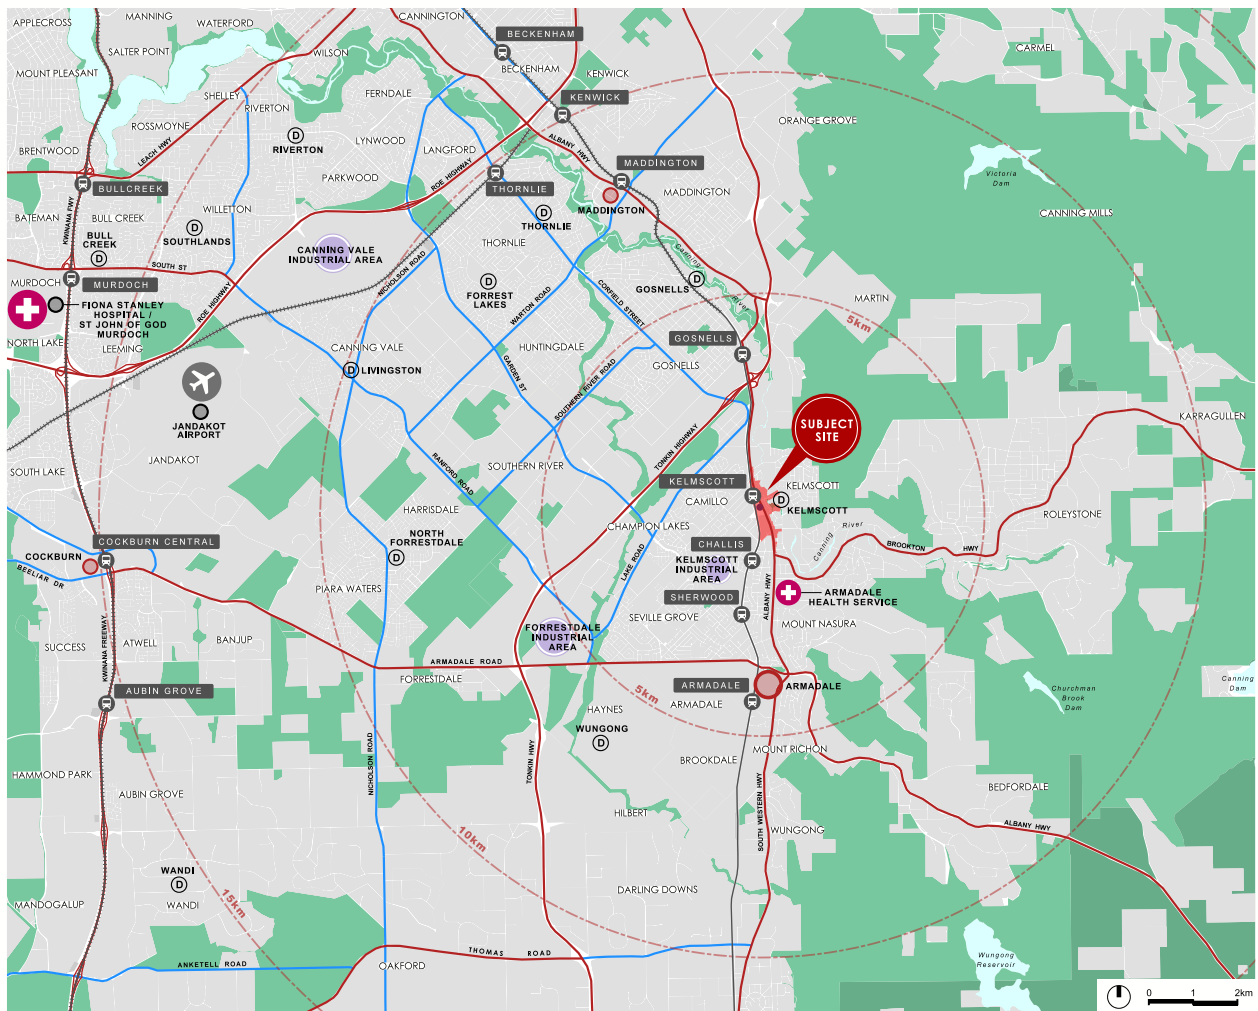 APPLECROSS
MANNING
WATERFORD
CANNINGTON
SALTER POINT
WILSON
BECKENHAM
CARMEL
MOUNT PLEASANT
BECKENHAM
KENWICK
SHELLEY
FERNDALE
RIVERTON
KENWICK
ROSSMOYNE
ORANGE GROVE
D
RIVERTON
LYNWOOD
ALBANY HWY
BRENTWOOD
LEACH HWY
LANGFORD
MADDINGTON
PARKWOOD
ROE HIGHWAY
Victoria
Dam
BULLCREEK
THORNLIE
MADDINGTON
KWINANA FWY
BATEMAN
BULL CREEK
WILLETTON
MADDINGTON
CANNING MILLS
BULL
CREEK
D
D
SOUTHLANDS
D
THORNLIE
CANNING VALE
INDUSTRIAL AREA
THORNLIE
Canning
River
SOUTH ST
NICHOLSON ROAD
MURDOCH
MURDOCH
D
FORREST
LAKES
GOSNELLS
D
CORFIELD STREET
MARTIN
FIONA STANLEY
HOSPITAL /
ST JOHN OF GOD
MURDOCH
ROE HIGHWAY
WARTON ROAD
5km
NORTH LAKE
LEEMING
CANNING VALE
HUNTINGDALE
GOSNELLS
D
LIVINGSTON
GARDEN ST
SOUTHERN RIVER ROAD
GOSNELLS
JANDAKOT
AIRPORT
SUBJECT
SITE
KARRAGULLEN
TONKIN HIGHWAY
SOUTH LAKE
JANDAKOT
RANFORD ROAD
SOUTHERN RIVER
KELMSCOTT
KELMSCOTT
CAMILLO
D
KELMSCOTT
HARRISDALE
ROLEYSTONE
CHAMPION LAKES
Canning
River
COCKBURN CENTRAL
NORTH
FORRESTDALE
D
CHALLIS
BROOKTON
HWY
COCKBURN
BEELIAR DR
LAKE ROAD
KELMSCOTT
INDUSTRIAL
AREA
ALBANY HWY
PIARA WATERS
SHERWOOD
ARMADALE
HEALTH SERVICE
SEVILLE GROVE
MOUNT NASURA
FORRESTDALE
INDUSTRIAL
AREA
SUCCESS
ATWELL
BANJUP
KWINANA FREEWAY
ARMADALE ROAD
FORRESTDALE
Canning
Dam
AUBIN GROVE
5km
ARMADALE
ARMADALE
ARMADALE
Churchman
Brook
Dam
HAYNES
WUNGONG
D
NICHOLSON ROAD
TONKIN HWY
MOUNT RICHON
BROOKDALE
HAMMOND PARK
AUBIN GROVE
BEDFORDALE
HILBERT
SOUTH WESTERN HWY
WUNGONG
ALBANY HWY
10km
WANDI
D
DARLING DOWNS
15km
MANDOGALUP
WANDI
THOMAS ROAD
ANKETELL ROAD
OAKFORD
Wungong
Reservoir
0 1 2km